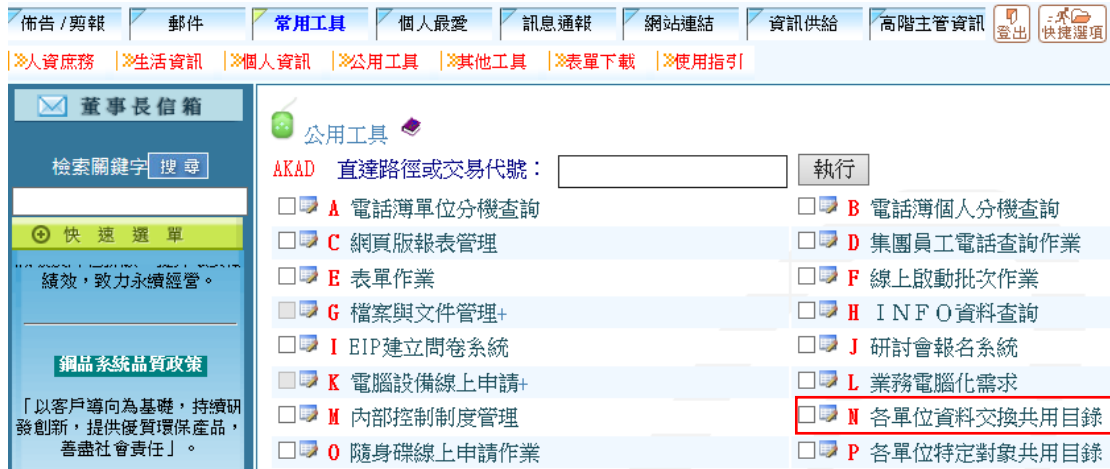 佈告/剪報 郵件 常用工具 個人最愛 訊息通報 網站連結 資訊供給 高階主管資訊 登出 快捷選項
人資庶務 生活資訊 個人資訊 公用工具 其他工具 表單下載 使用指引
董事長信箱
檢索關鍵字 搜尋
快速選單
績效，致力永續經營。
鋼品系統品質政策
「以客戶導向為基礎，持續研
發創新，提供優質環保產品，
善盡社會責任」。
公用工具
AKAD 直達路徑或交易代號： 執行
A 電話簿單位分機查詢 B 電話簿個人分機查詢
C 網頁版報表管理 D 集團員工電話查詢作業
E 表單作業 F 線上啟動批次作業
G 檔案與文件管理+ H ＩＮＦＯ資料查詢
I EIP建立問卷系統 J 研討會報名系統
K 電腦設備線上申請+ L 業務電腦化需求
M 內部控制制度管理 N 各單位資料交換共用目錄
O 隨身碟線上申請作業 P 各單位特定對象共用目錄